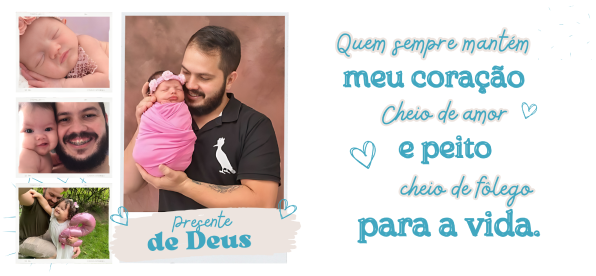 presente
de Deus
Quem sempre mantém
meu coração
Cheio de amor
e peito
cheio de fôlego
para a vida.